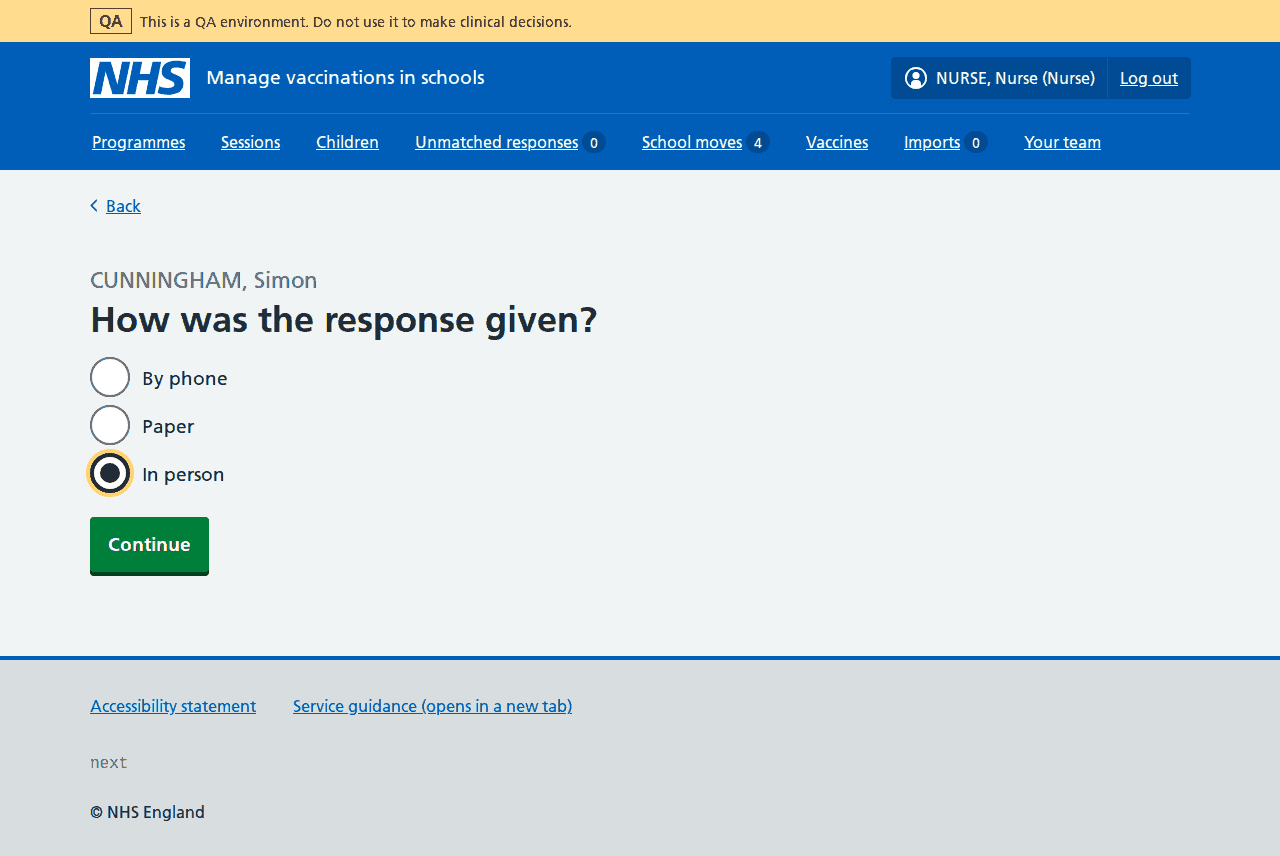 QA This is a QA environment. Do not use it to make clinical decisions.
NHS Manage vaccinations in schools NURSE, Nurse (Nurse) Log out
Programmes Sessions Children Unmatched responses 0 School moves 4 Vaccines Imports 0 Your team
Back
CUNNINGHAM, Simon
How was the response given?
By phone
Paper
In person
Continue
Accessibility statement Service guidance (opens in a new tab)
next
© NHS England